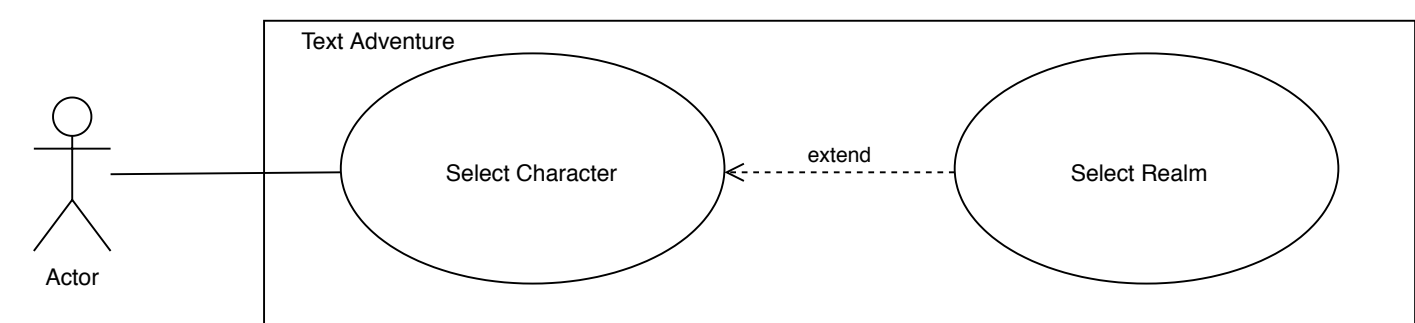 Text Adventure
Select Character
extend
Select Realm
Actor